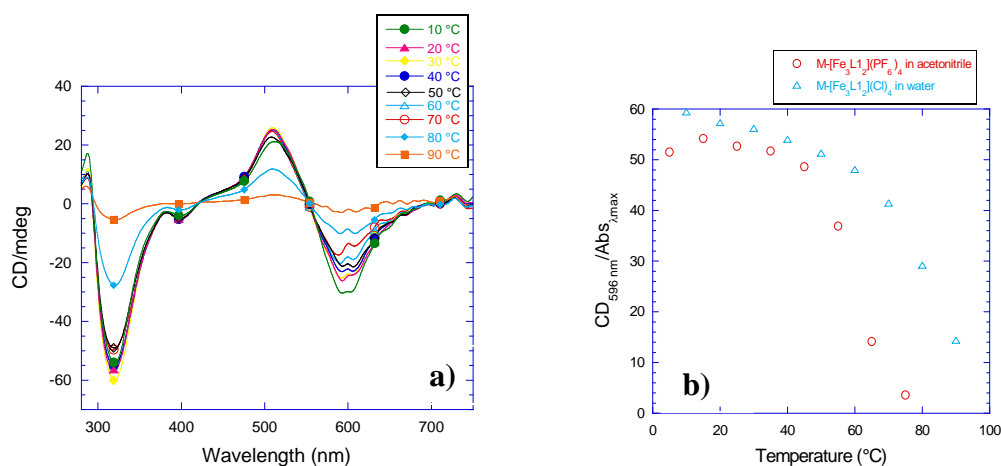 10 °C
20 °C
30 °C
40 °C
50 °C
60 °C
70 °C
80 °C
90 °C
40
20
0
-20
-40
-60
CD/mdeg
300 400 500 600 700
Wavelength (nm)
a)
M-[Fe3L12](PF6)4 in acetonitrile
M-[Fe3L12](Cl)4 in water
60
50
40
30
20
10
0
CD596 nm/Absλmax
0 20 40 60 80 100
Temperature (°C)
b)